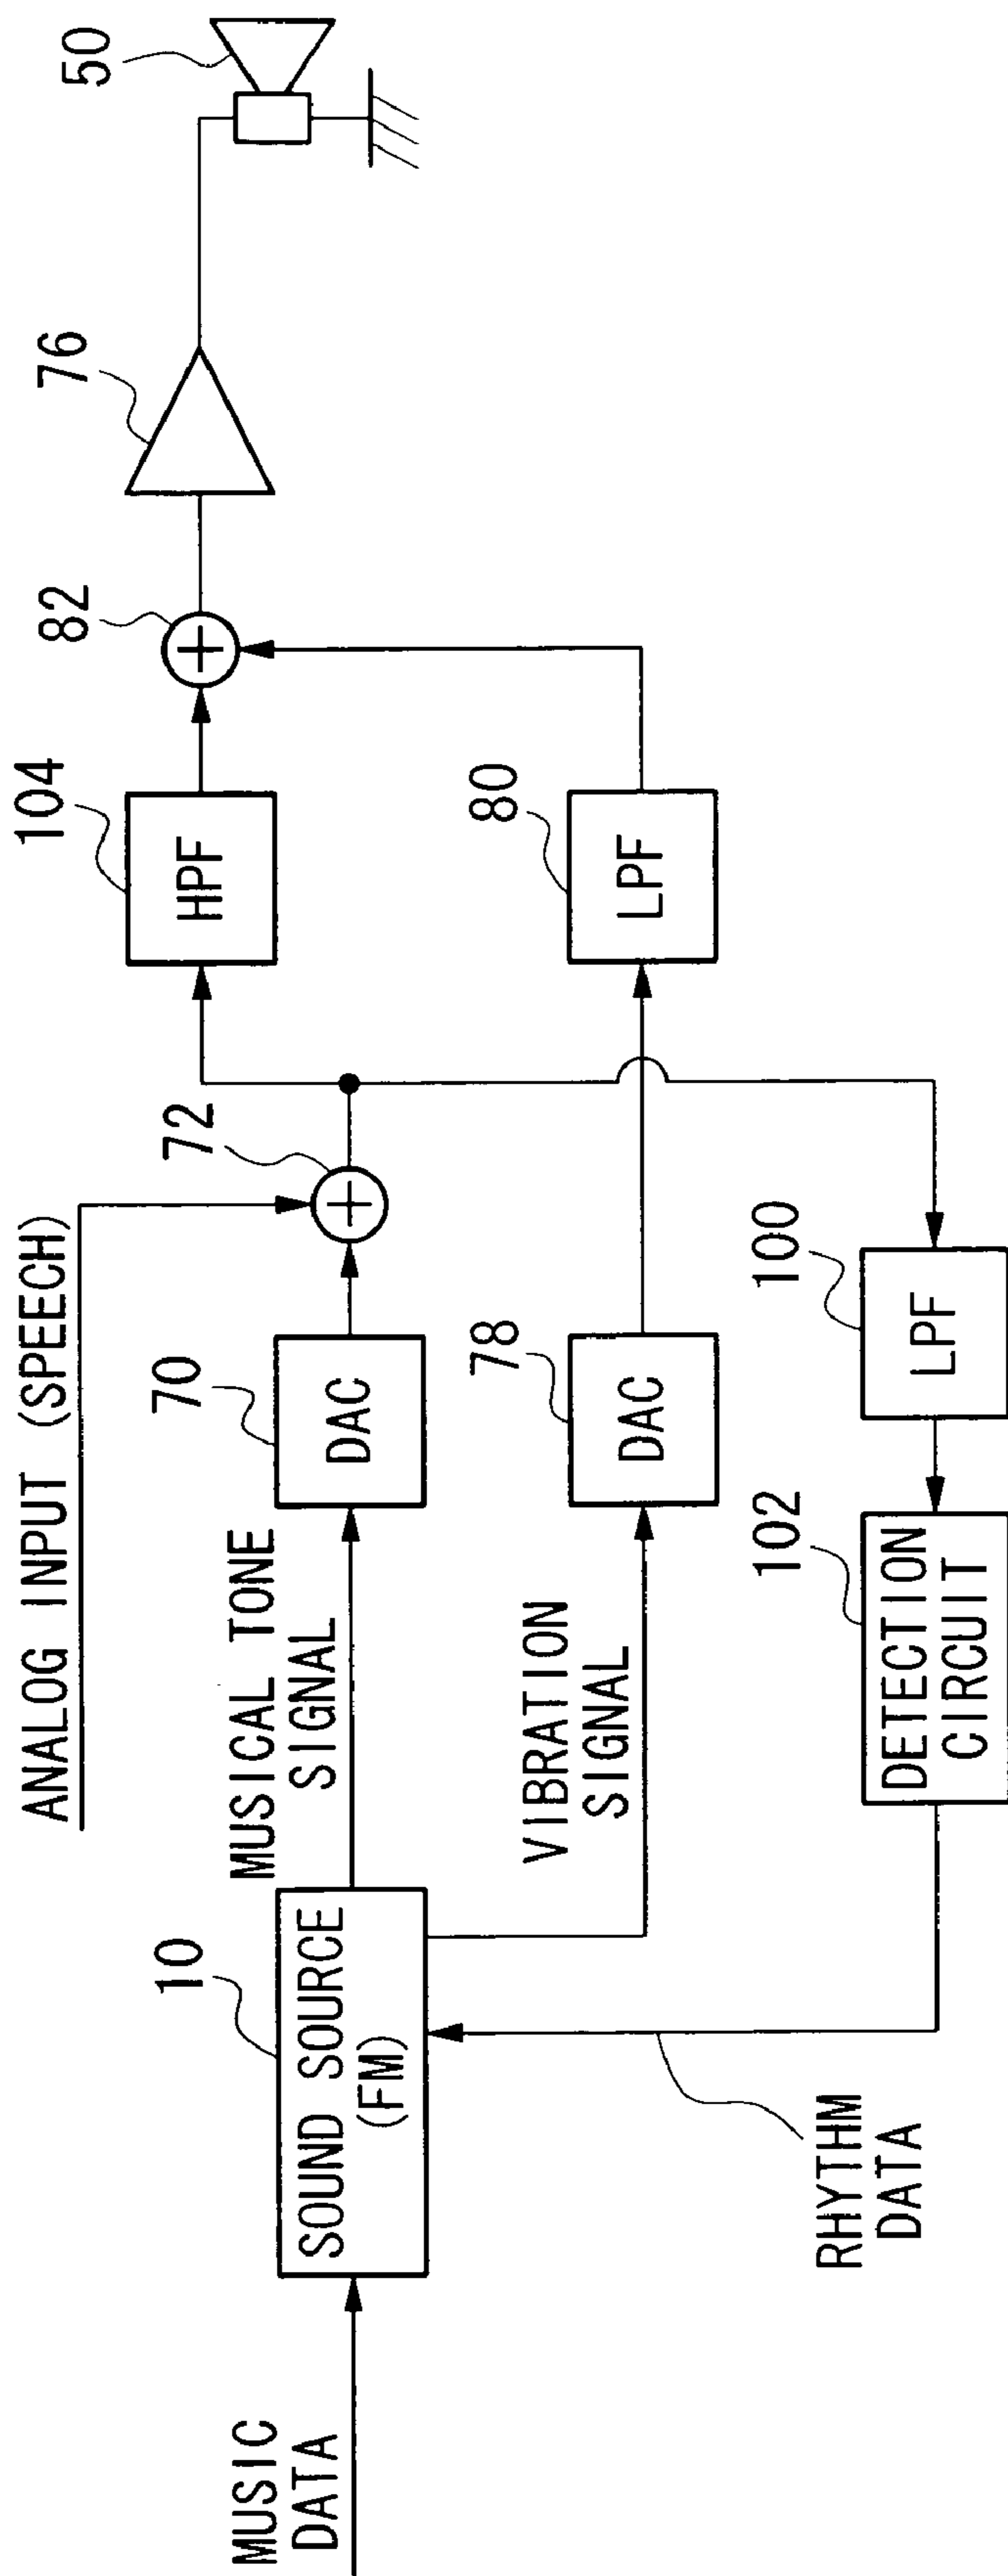 ANALOG INPUT (SPEECH)
MUSIC
DATA
10
SOUND SOURCE
(FM)
MUSICAL TONE
SIGNAL
70
DAC
72
104
HPF
82
76
50
VIBRATION
SIGNAL
78
DAC
80
LPF
RHYTHM
DATA
102
DETECTION
CIRCUIT
100
LPF